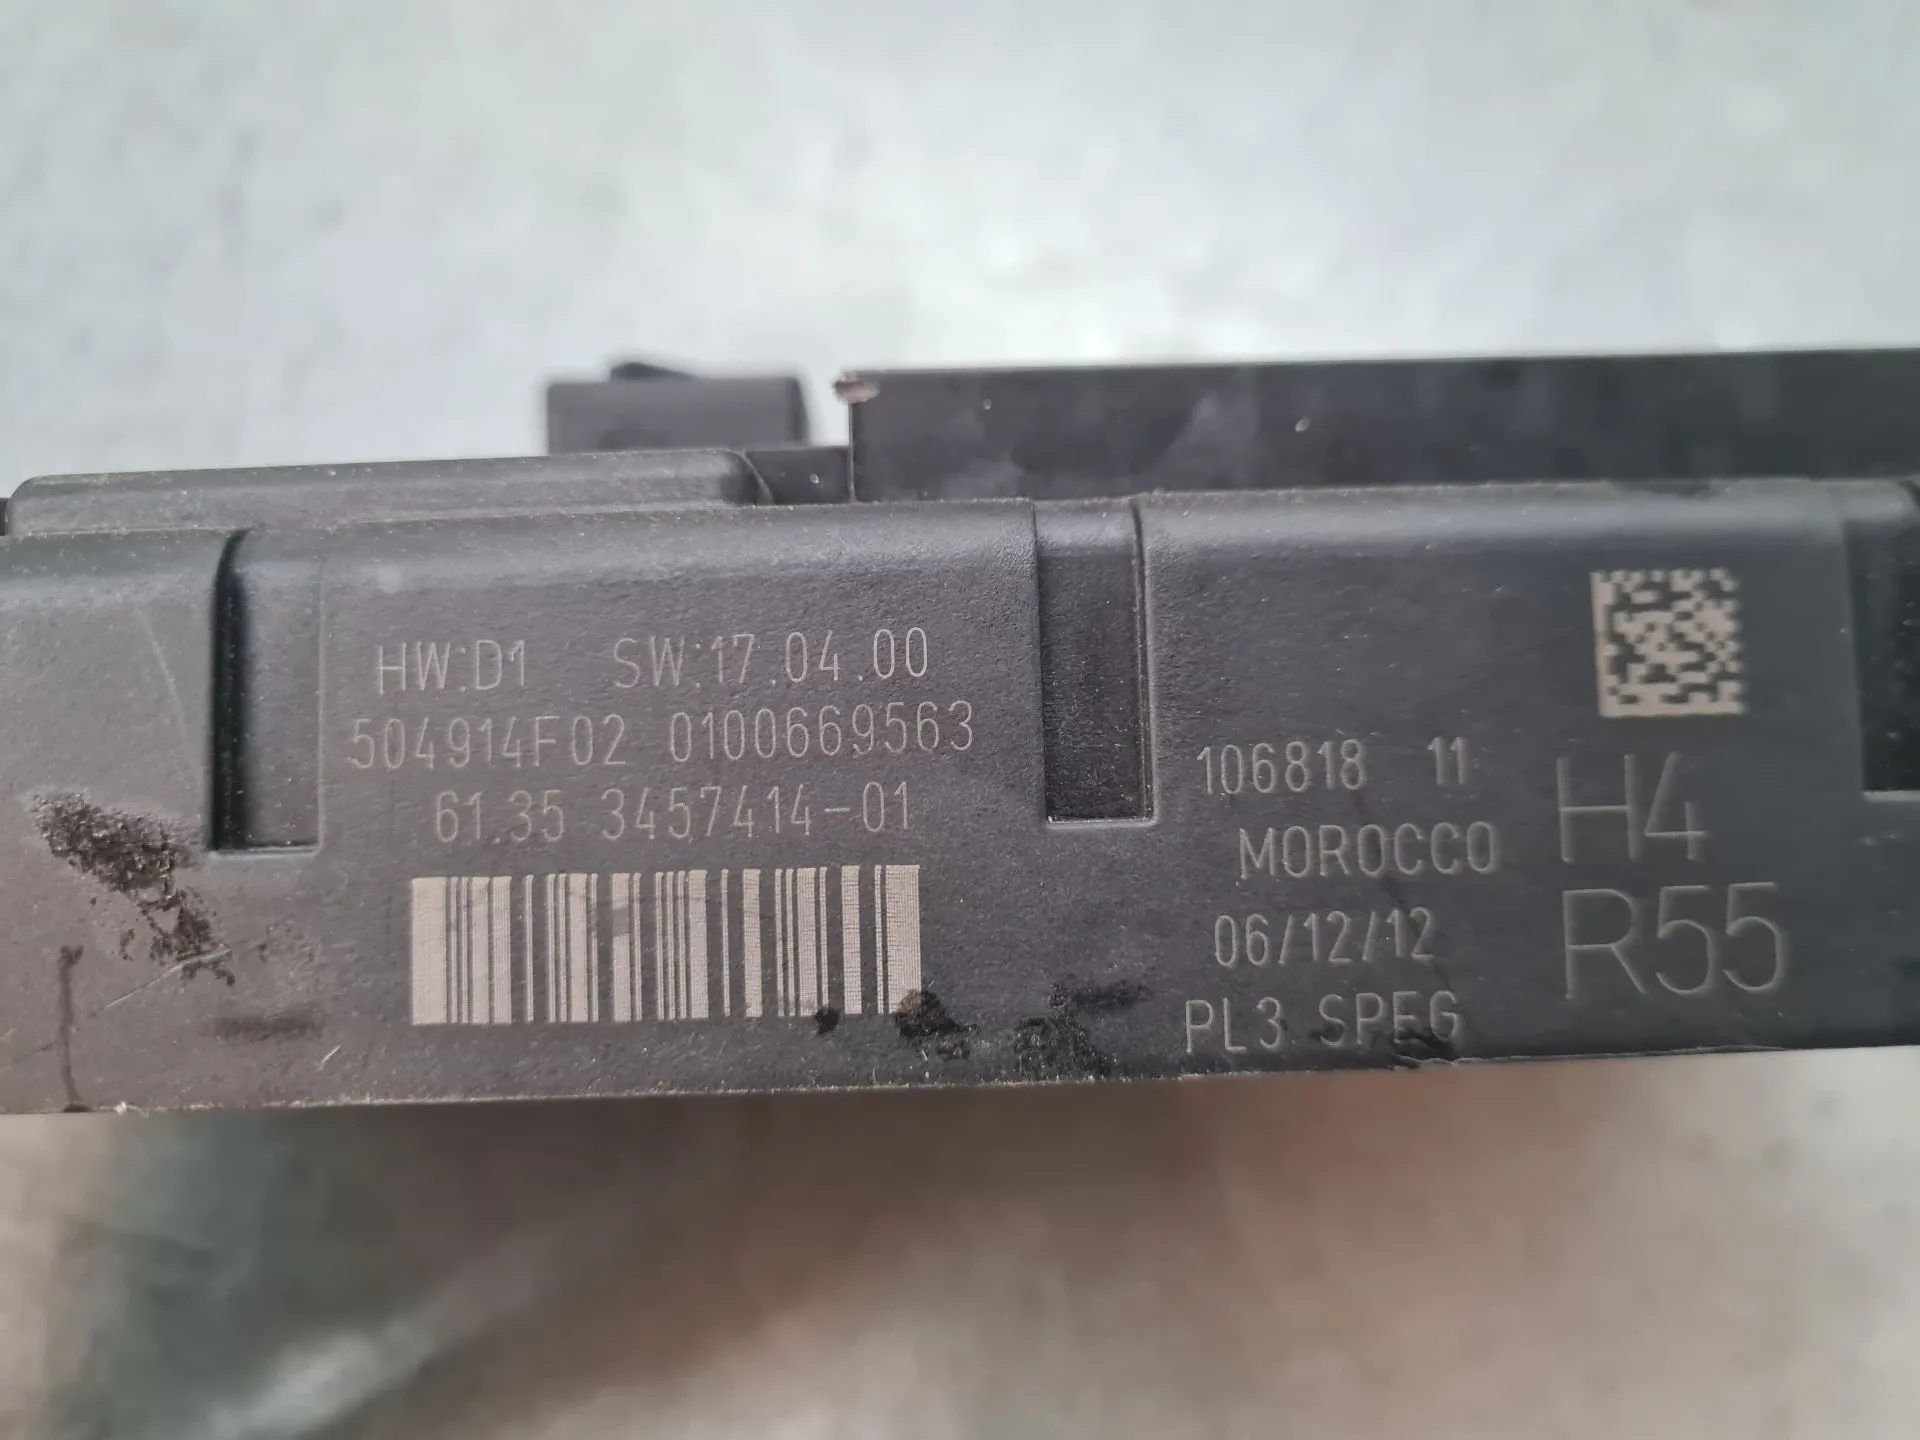 HW:D1 SW:17.04.00
504914F02 0100669563
61.35 3457414-01
106818 11
MOROCCO
06/12/12
PL3 SPEG
H4
R55